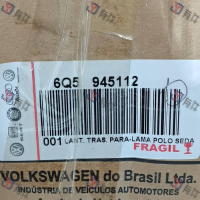 6Q5 945112
001 LANT. TRAS. PARA-LAMA POLO SEDA
FRAGIL
VOLKSWAGEN do Brasil Ltda.
INDÚSTRIA DE VEÍCULOS AUTOMOTORES